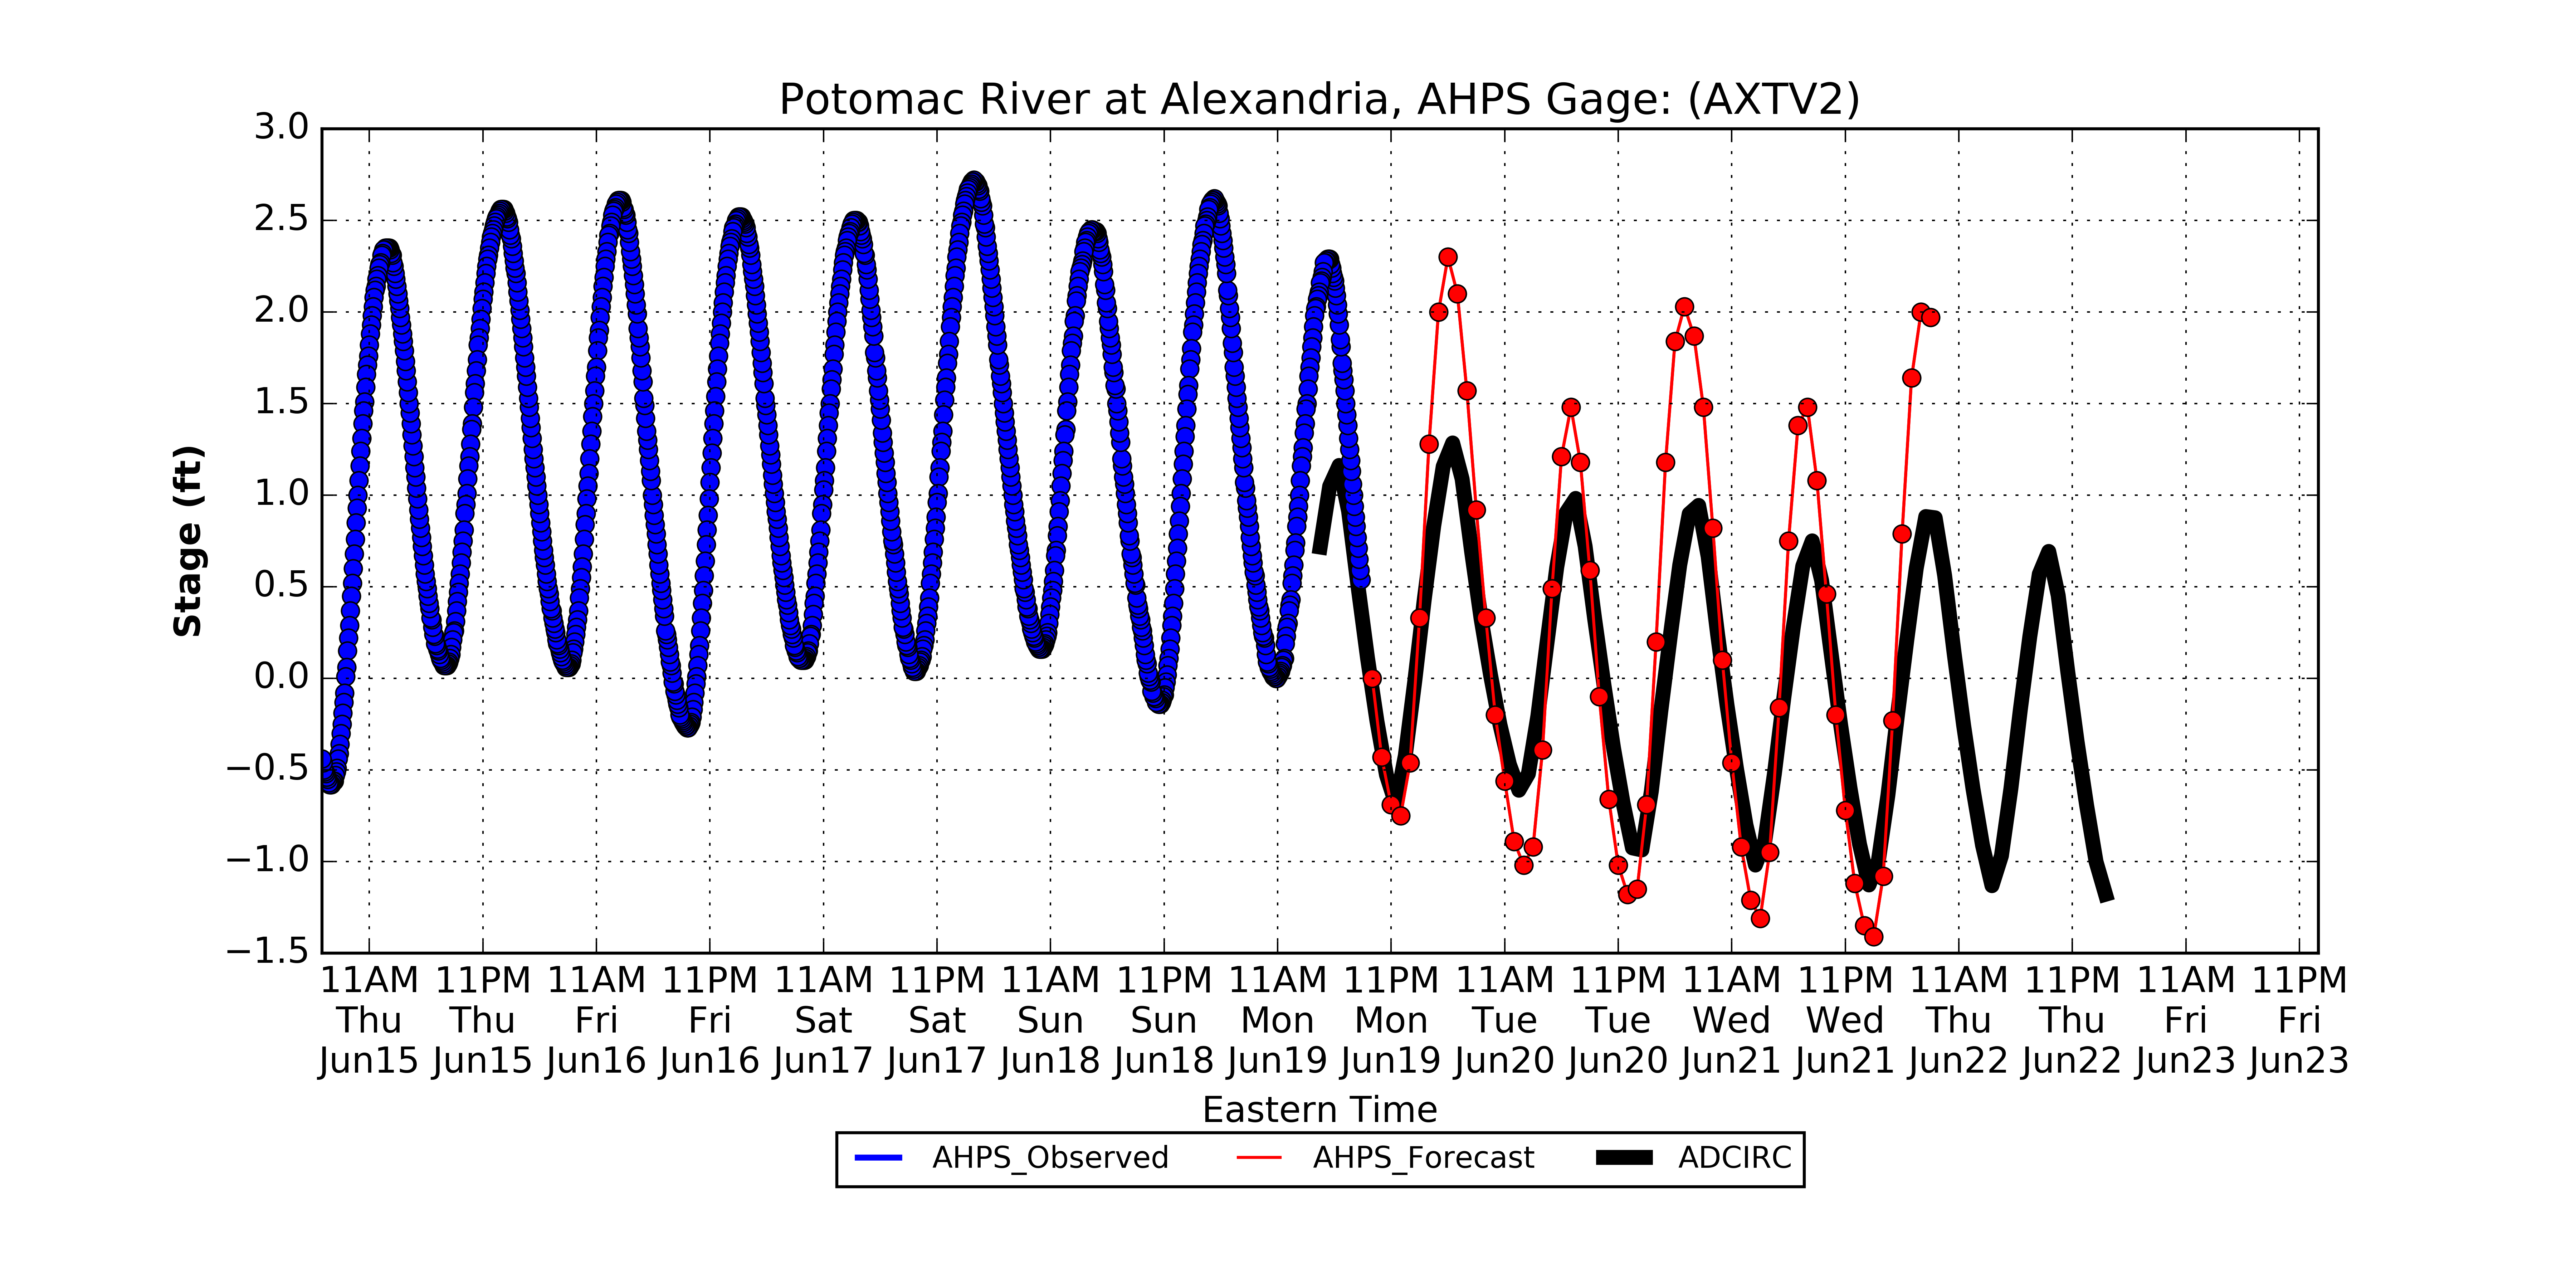 Potomac River at Alexandria, AHPS Gage: (AXTV2)
3.0
2.5
2.0
1.5
1.0
0.5
0.0
−0.5
−1.0
−1.5
Stage (ft)
11AM 11PM 11AM 11PM 11AM 11PM 11AM 11PM 11AM 11PM 11AM 11PM 11AM 11PM 11AM 11PM 11AM 11PM
Thu Thu Fri Fri Sat Sat Sun Sun Mon Mon Tue Tue Wed Wed Thu Thu Fri Fri
Jun15 Jun15 Jun16 Jun16 Jun17 Jun17 Jun18 Jun18 Jun19 Jun19 Jun20 Jun20 Jun21 Jun21 Jun22 Jun22 Jun23 Jun23
Eastern Time
AHPS_Observed AHPS_Forecast ADCIRC